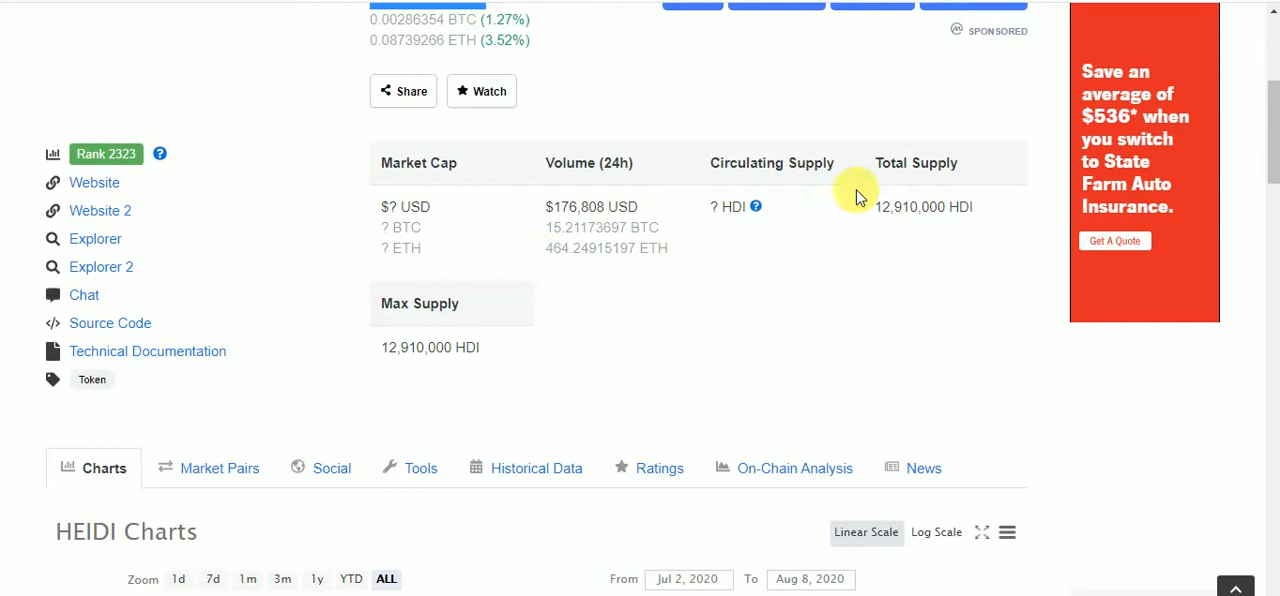 0.00286354 BTC (1.27%)
0.08739266 ETH (3.52%)
SPONSORED
Share
Watch
Rank 2323
Website
Website 2
Explorer
Explorer 2
Chat
Source Code
Technical Documentation
Token
Market Cap Volume (24h) Circulating Supply Total Supply
$? USD $176,808 USD ? HDI 12,910,000 HDI
? BTC 15.21173697 BTC
? ETH 464.24915197 ETH
Max Supply
12,910,000 HDI
Save an
average of
$536* when
you switch
to State
Farm Auto
Insurance.
Get A Quote
Charts Market Pairs Social Tools Historical Data Ratings On-Chain Analysis News
HEIDI Charts
Linear Scale Log Scale
Zoom 1d 7d 1m 3m 1y YTD ALL From Jul 2, 2020 To Aug 8, 2020